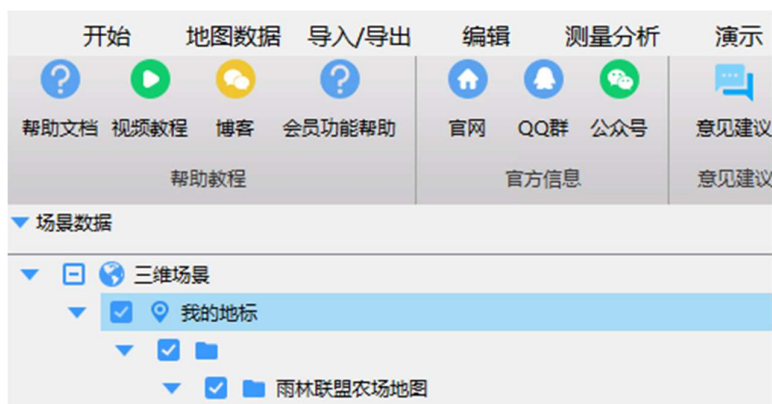 开始 地图数据 导入/导出 编辑 测量分析 演示
帮助文档 视频教程 博客 会员功能帮助 官网 QQ群 公众号 意见建议
帮助教程 官方信息 意见建议
场景数据
三维场景
我的地标
雨林联盟农场地图